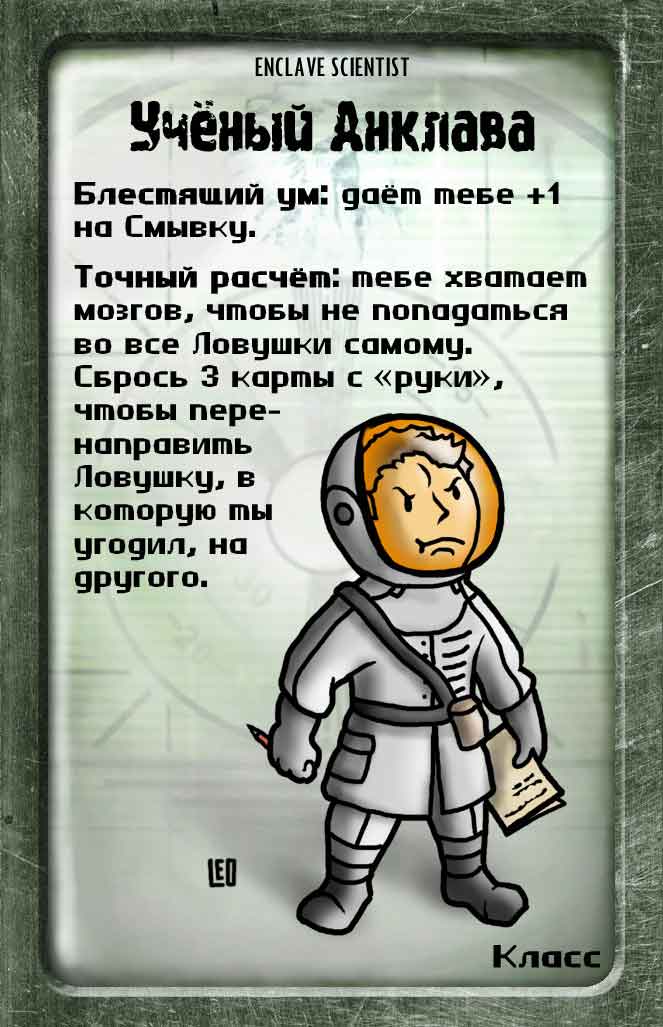 ENCLAVE SCIENTIST
Учёный Анклава
Блестящий ум: даёт тебе +1
на Смывку.
Точный расчёт: тебе хватает
мозгов, чтобы не попадаться
во все Ловушки самому.
Сбрось 3 карты с «руки»,
чтобы пере-
направить
Ловушку, в
которую ты
угодил, на
другого.
30
20
LEO
Класс